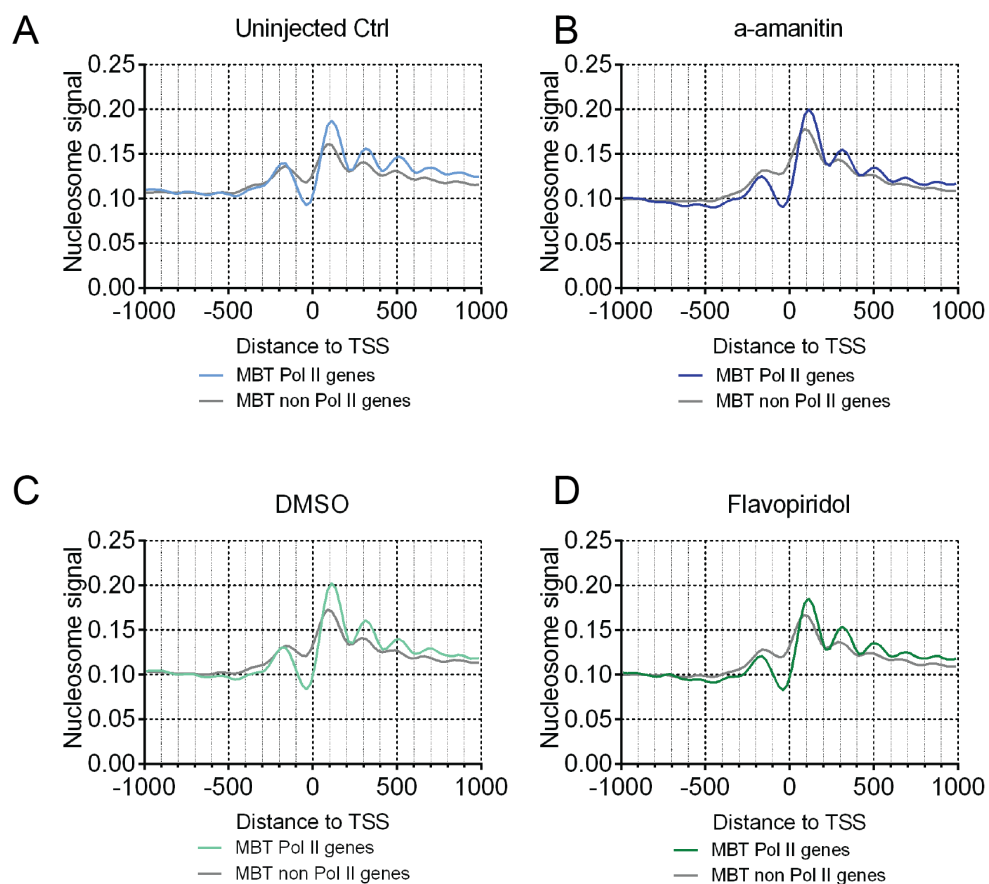 A
Uninjected Ctrl
Nucleosome signal
0.25
0.20
0.15
0.10
0.05
0.00
-1000 -500 0 500 1000
Distance to TSS
MBT Pol II genes
MBT non Pol II genes
B
a-amanitin
Nucleosome signal
0.25
0.20
0.15
0.10
0.05
0.00
-1000 -500 0 500 1000
Distance to TSS
MBT Pol II genes
MBT non Pol II genes
C
DMSO
Nucleosome signal
0.25
0.20
0.15
0.10
0.05
0.00
-1000 -500 0 500 1000
Distance to TSS
MBT Pol II genes
MBT non Pol II genes
D
Flavopiridol
Nucleosome signal
0.25
0.20
0.15
0.10
0.05
0.00
-1000 -500 0 500 1000
Distance to TSS
MBT Pol II genes
MBT non Pol II genes